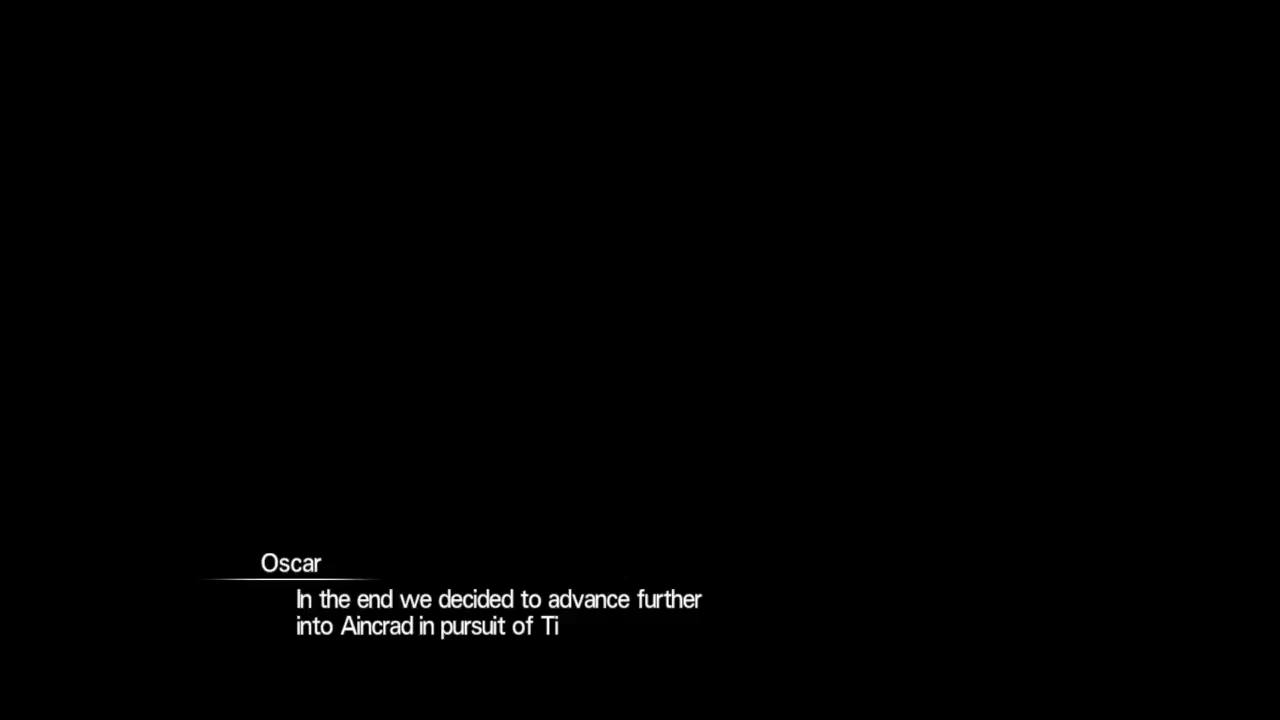 Oscar
In the end we decided to advance further
into Aincrad in pursuit of Ti